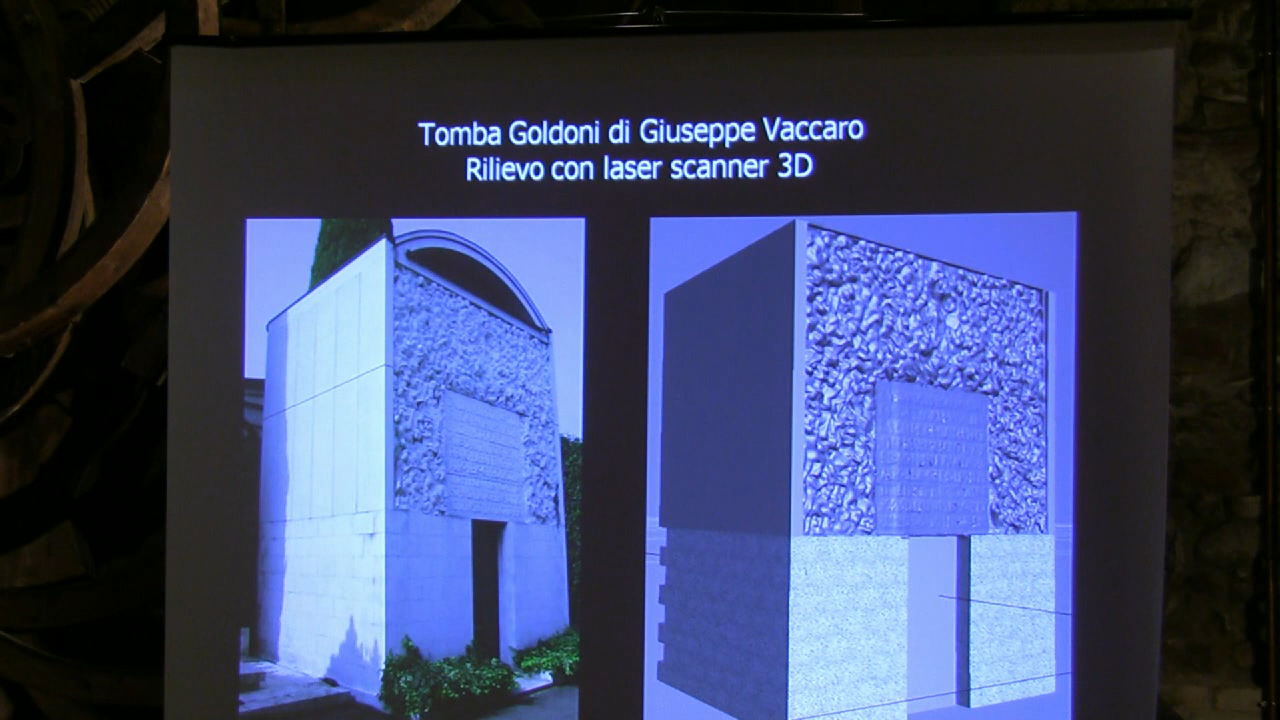 Tomba Goldoni di Giuseppe Vaccaro
Rilievo con laser scanner 3D